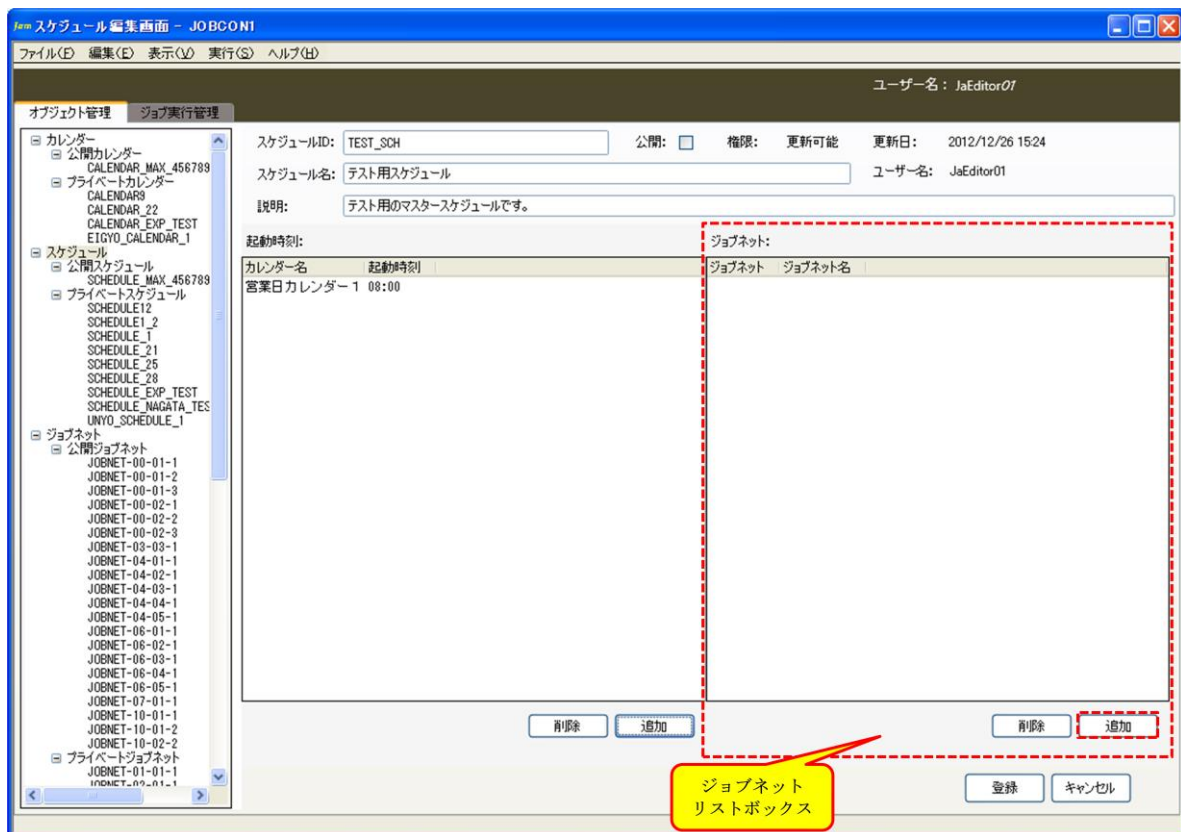 Jam スケジュール編集画面 - JOBCON1
ファイル(F) 編集(E) 表示(V) 実行(S) ヘルプ(H)
ユーザー名: JaEditor01
オブジェクト管理 ジョブ実行管理
カレンダー
公開カレンダー
CALENDAR_MAX_456789
プライベートカレンダー
CALENDAR9
CALENDAR_22
CALENDAR_EXP_TEST
EIGYO_CALENDAR_1
スケジュール
公開スケジュール
SCHEDULE_MAX_456789
プライベートスケジュール
SCHEDULE12
SCHEDULE1_2
SCHEDULE_1
SCHEDULE_21
SCHEDULE_25
SCHEDULE_28
SCHEDULE_EXP_TEST
SCHEDULE_NAGATA_TES
UNYO_SCHEDULE_1
ジョブネット
公開ジョブネット
JOBNET-00-01-1
JOBNET-00-01-2
JOBNET-00-01-3
JOBNET-00-02-1
JOBNET-00-02-2
JOBNET-00-02-3
JOBNET-03-03-1
JOBNET-04-01-1
JOBNET-04-02-1
JOBNET-04-03-1
JOBNET-04-04-1
JOBNET-04-05-1
JOBNET-06-01-1
JOBNET-06-02-1
JOBNET-06-03-1
JOBNET-06-04-1
JOBNET-06-05-1
JOBNET-07-01-1
JOBNET-10-01-1
JOBNET-10-01-2
JOBNET-10-02-2
プライベートジョブネット
JOBNET-01-01-1
JOBNET-02-01-1
スケジュールID: TEST_SCH 公開: 権限: 更新可能 更新日: 2012/12/26 15:24
スケジュール名: テスト用スケジュール ユーザー名: JaEditor01
説明: テスト用のマスタースケジュールです。
起動時刻:
カレンダー名 起動時刻
営業日カレンダー1 08:00
削除 追加
ジョブネット:
ジョブネット ジョブネット名
削除 追加
ジョブネット
リストボックス
登録 キャンセル